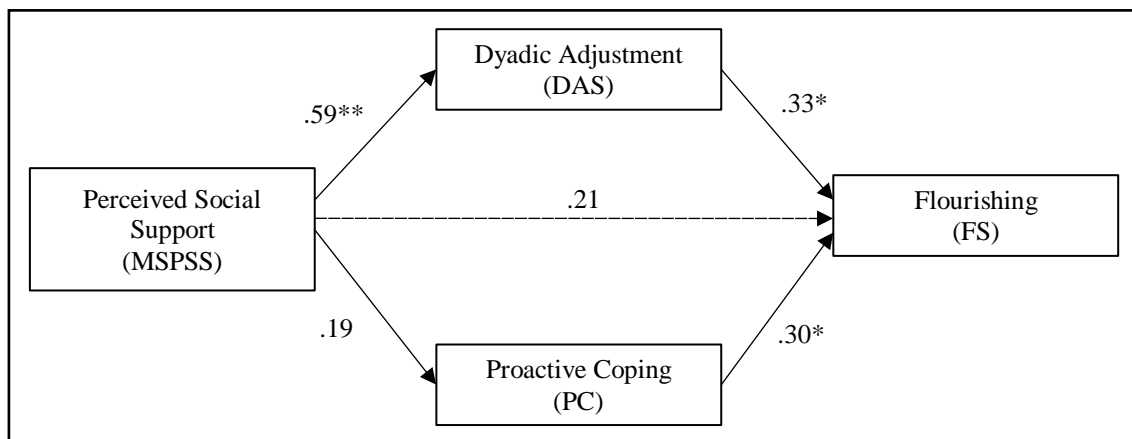 Dyadic Adjustment
(DAS)
.59**
.33*
Perceived Social
Support
(MSPSS)
.21
Flourishing
(FS)
.19
.30*
Proactive Coping
(PC)